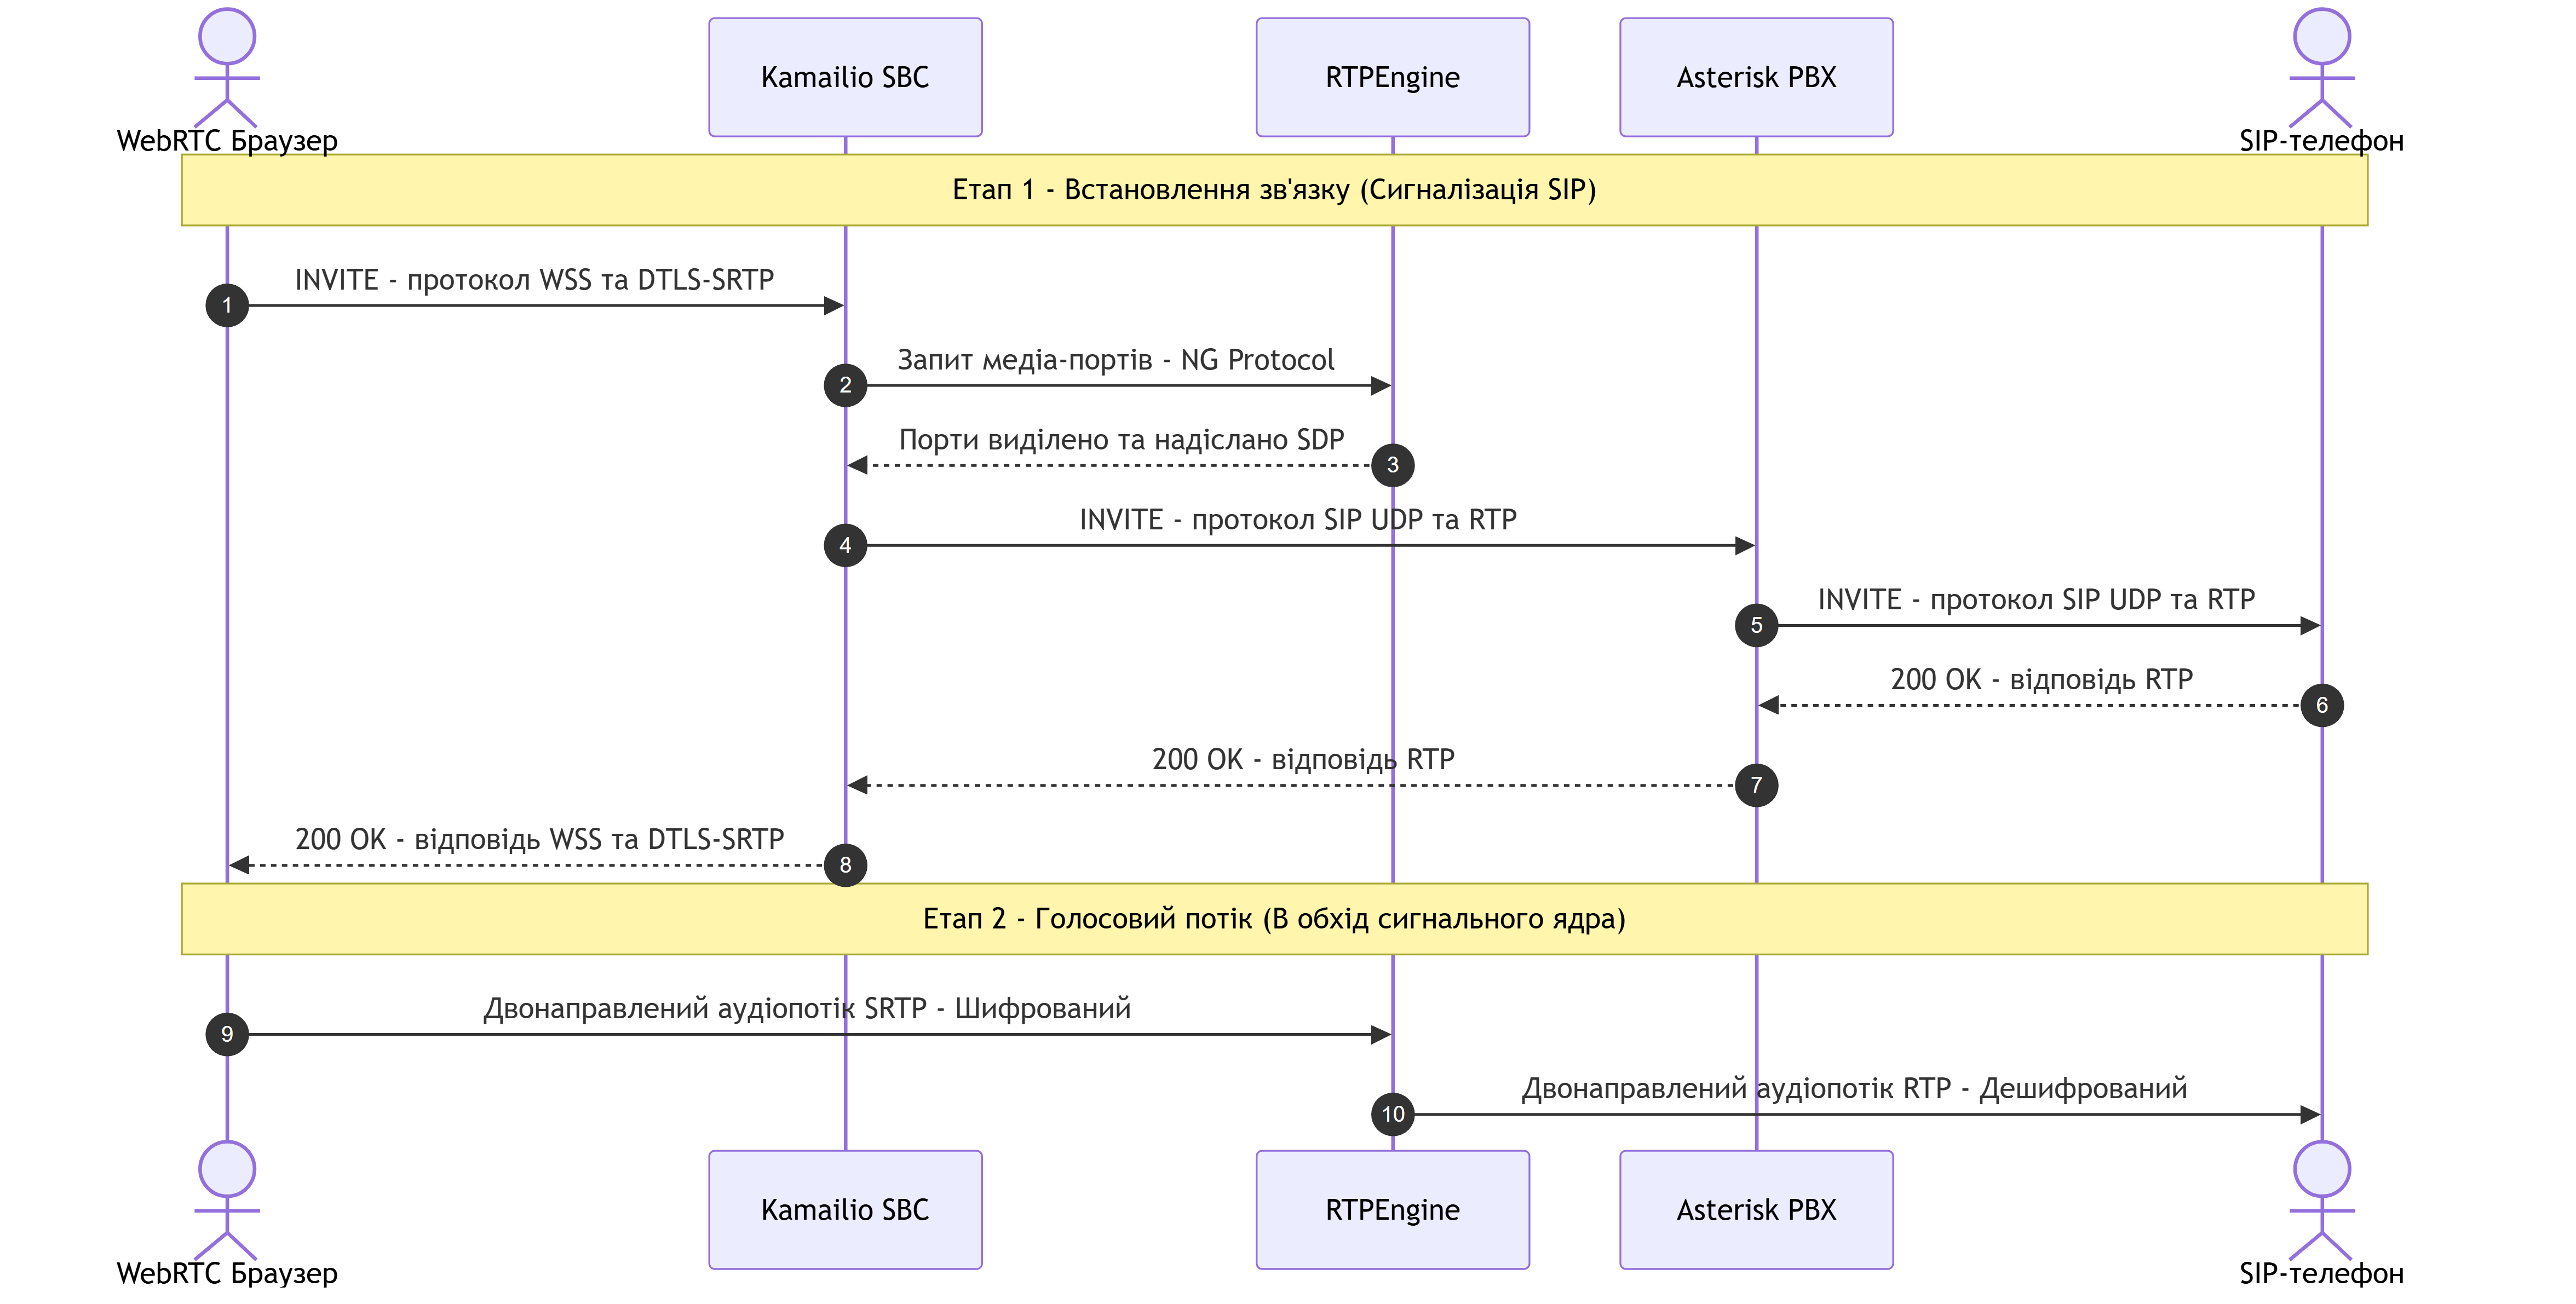 WebRTC Браузер
Kamailio SBC
RTPEngine
Asterisk PBX
SIP-телефон
Етап 1 - Встановлення зв'язку (Сигналізація SIP)
INVITE - протокол WSS та DTLS-SRTP
1
Запит медіа-портів - NG Protocol
2
Порти виділено та надіслано SDP
3
INVITE - протокол SIP UDP та RTP
4
INVITE - протокол SIP UDP та RTP
5
200 OK - відповідь RTP
6
200 OK - відповідь RTP
7
200 OK - відповідь WSS та DTLS-SRTP
8
Етап 2 - Голосовий потік (В обхід сигнального ядра)
Двонаправлений аудіопотік SRTP - Шифрований
9
Двонаправлений аудіопотік RTP - Дешифрований
10
WebRTC Браузер
Kamailio SBC
RTPEngine
Asterisk PBX
SIP-телефон